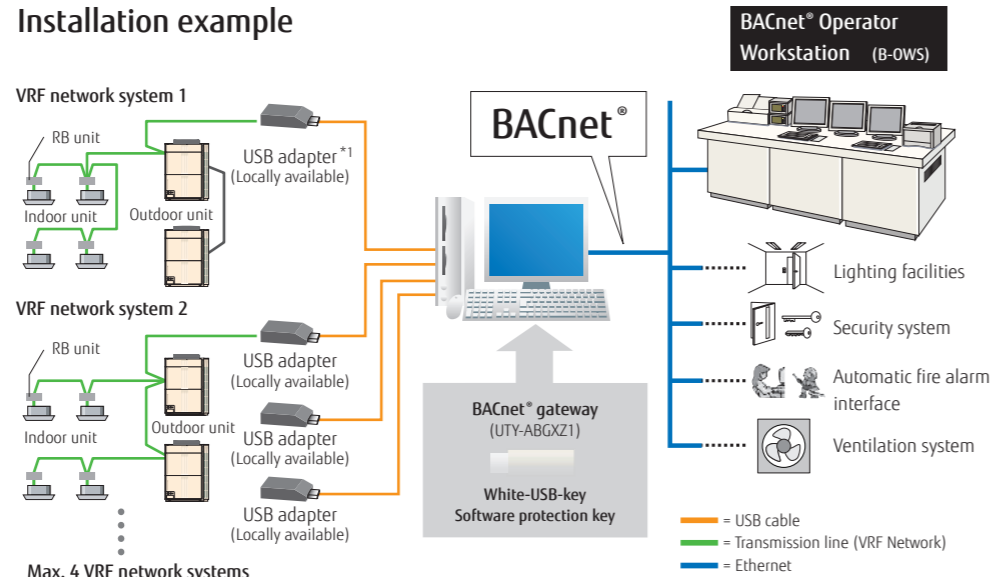 Installation example
BACnet® Operator
Workstation (B-OWS)
VRF network system 1
RB unit
Indoor unit
Outdoor unit
USB adapter *1
(Locally available)
BACnet®
VRF network system 2
RB unit
Indoor unit
Outdoor unit
USB adapter
(Locally available)
USB adapter
(Locally available)
USB adapter
(Locally available)
Max. 4 VRF network systems
BACnet® gateway
(UTY-ABGXZ1)
White-USB-key
Software protection key
Lighting facilities
Security system
Automatic fire alarm
interface
Ventilation system
= USB cable
= Transmission line (VRF Network)
= Ethernet